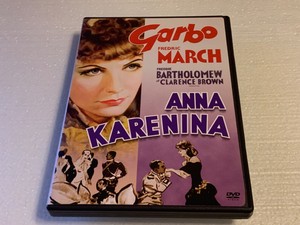 Garbo
FREDRIC
MARCH
FREDDIE
BARTHOLOMEW
CLARENCE BROWN
ANNA
KARENINA
DVD